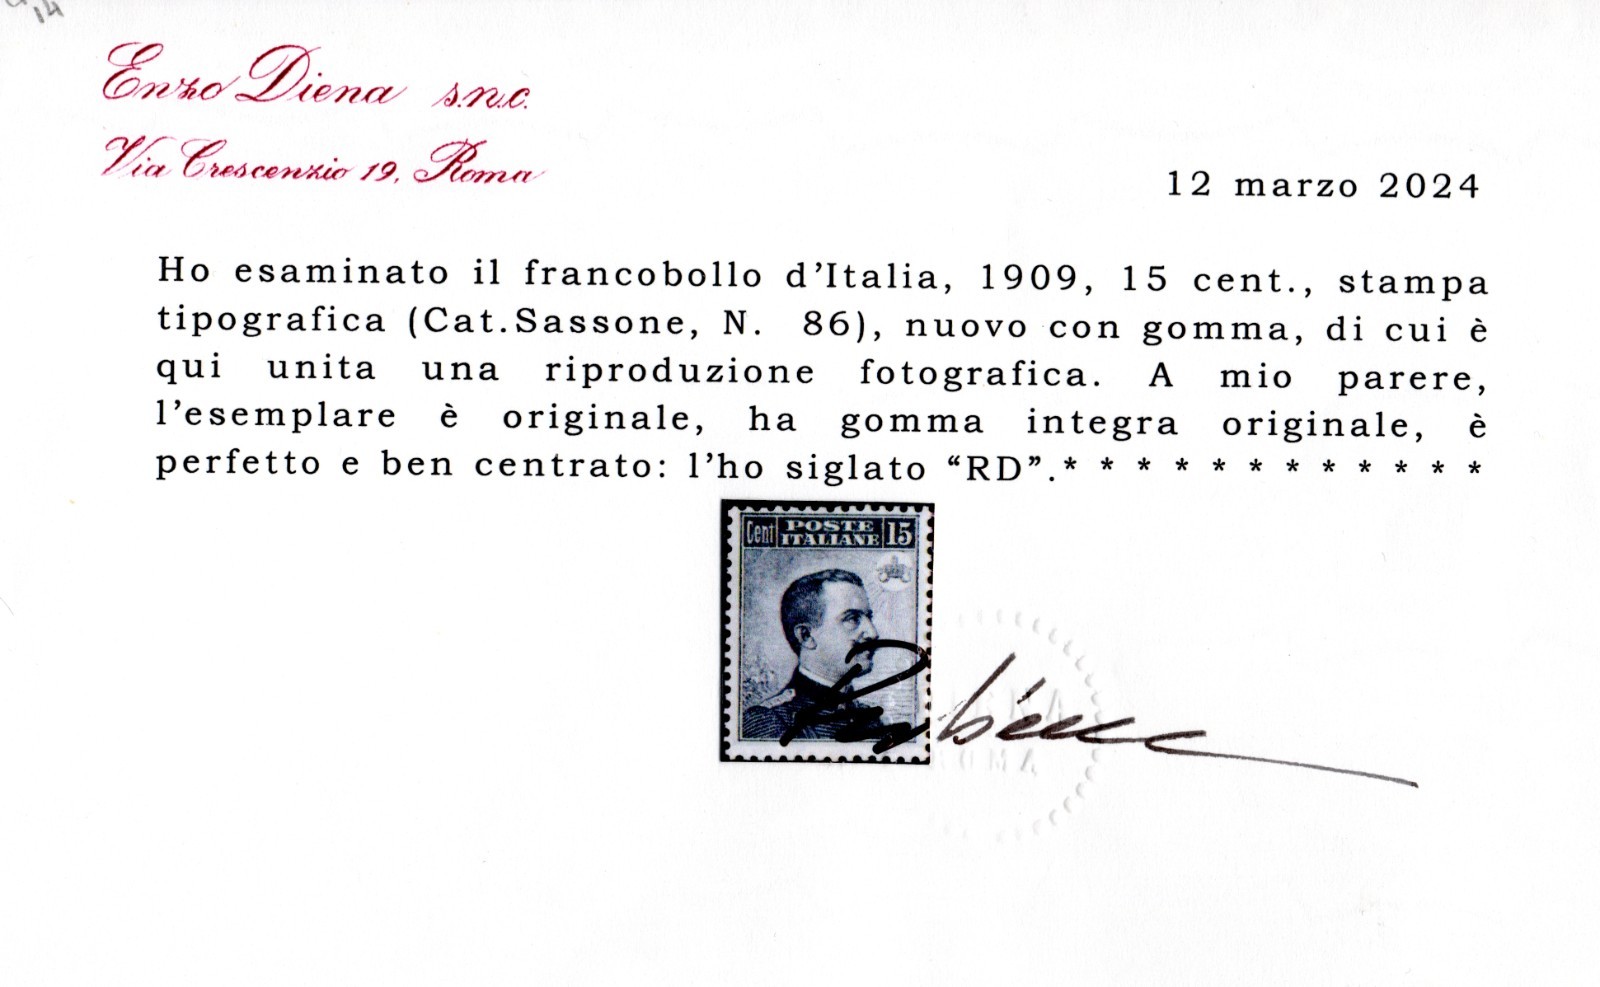 14
Enzo Diena s.n.c.
Via Crescenzio 19, Roma
12 marzo 2024
Ho esaminato il francobollo d'Italia, 1909, 15 cent., stampa
tipografica (Cat.Sassone, N. 86), nuovo con gomma, di cui è
qui unita una riproduzione fotografica. A mio parere,
l'esemplare è originale, ha gomma integra originale, è
perfetto e ben centrato: l'ho siglato “RD”.* * * * * * * * * * * *
Cent POSTE ITALIANE 15